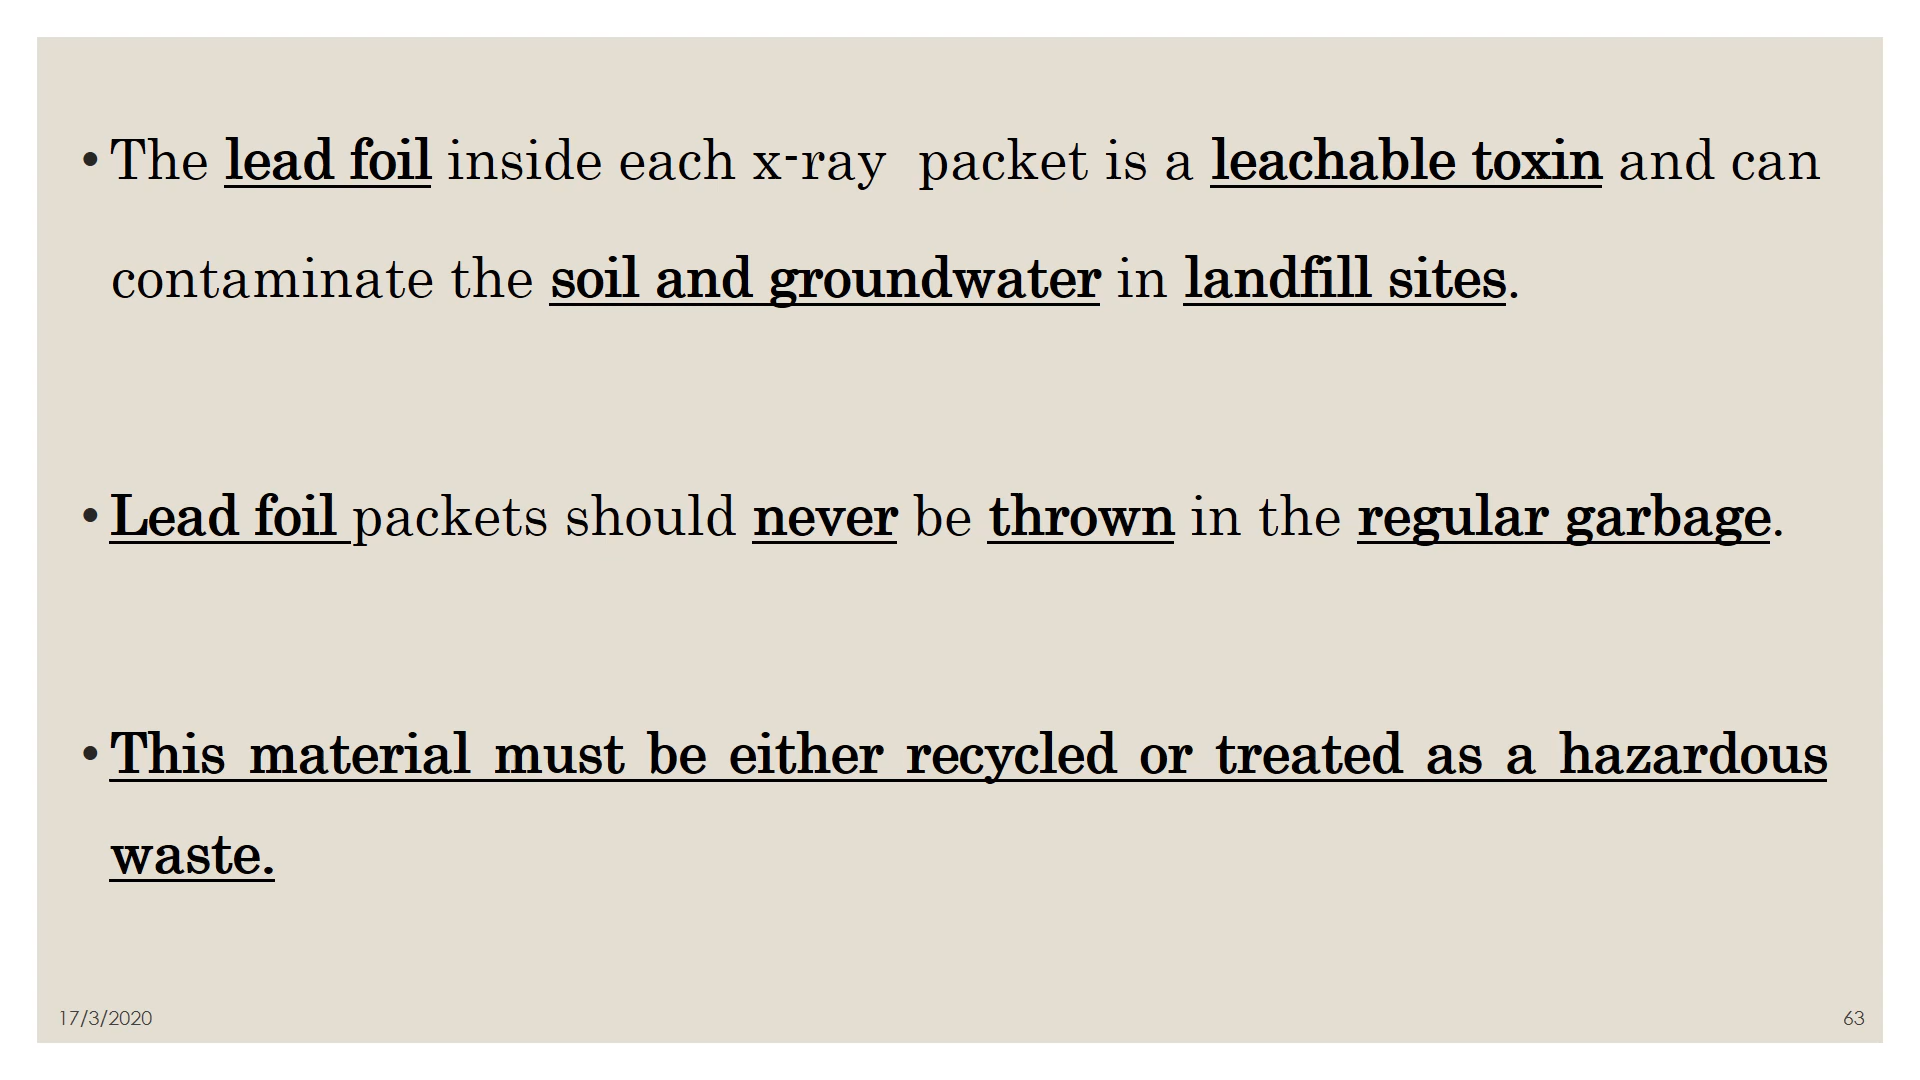 • The lead foil inside each x-ray  packet is a leachable toxin and can
contaminate the soil and groundwater in landfill sites.
• Lead foil packets should never be thrown in the regular garbage.
• This material must be either recycled or treated as a hazardous
waste.
17/3/2020
63